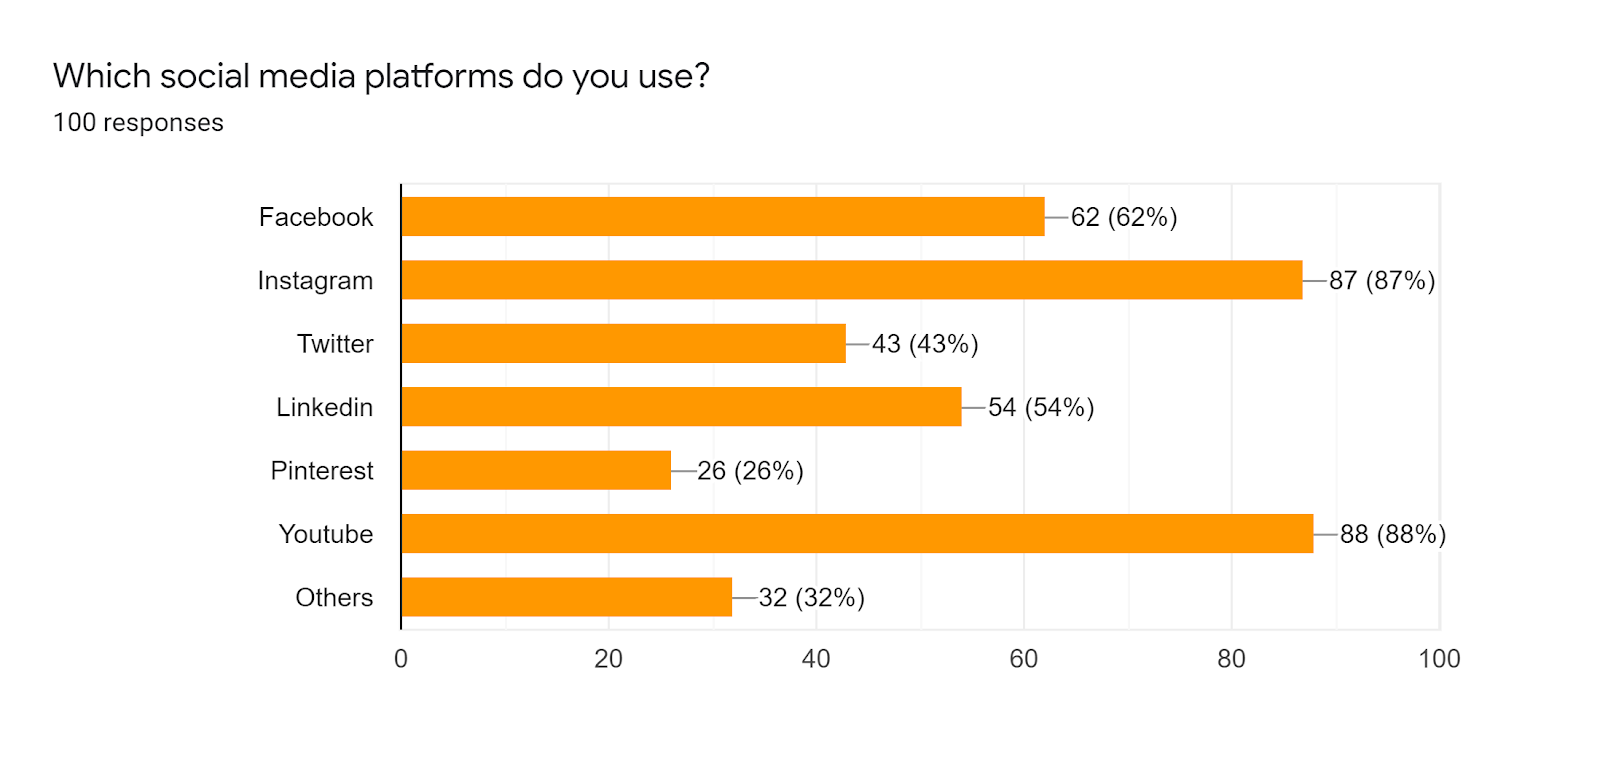 Which social media platforms do you use?
100 responses
Facebook 62 (62%)
Instagram 87 (87%)
Twitter 43 (43%)
Linkedin 54 (54%)
Pinterest 26 (26%)
Youtube 88 (88%)
Others 32 (32%)
0 20 40 60 80 100